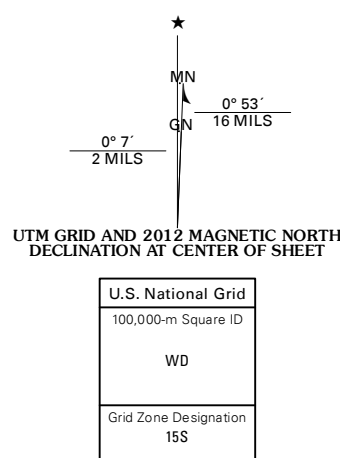 ★
MN
0° 53´
16 MILS
GN
0° 7´
2 MILS
UTM GRID AND 2012 MAGNETIC NORTH
DECLINATION AT CENTER OF SHEET
U.S. National Grid
100,000-m Square ID
WD
Grid Zone Designation
15S